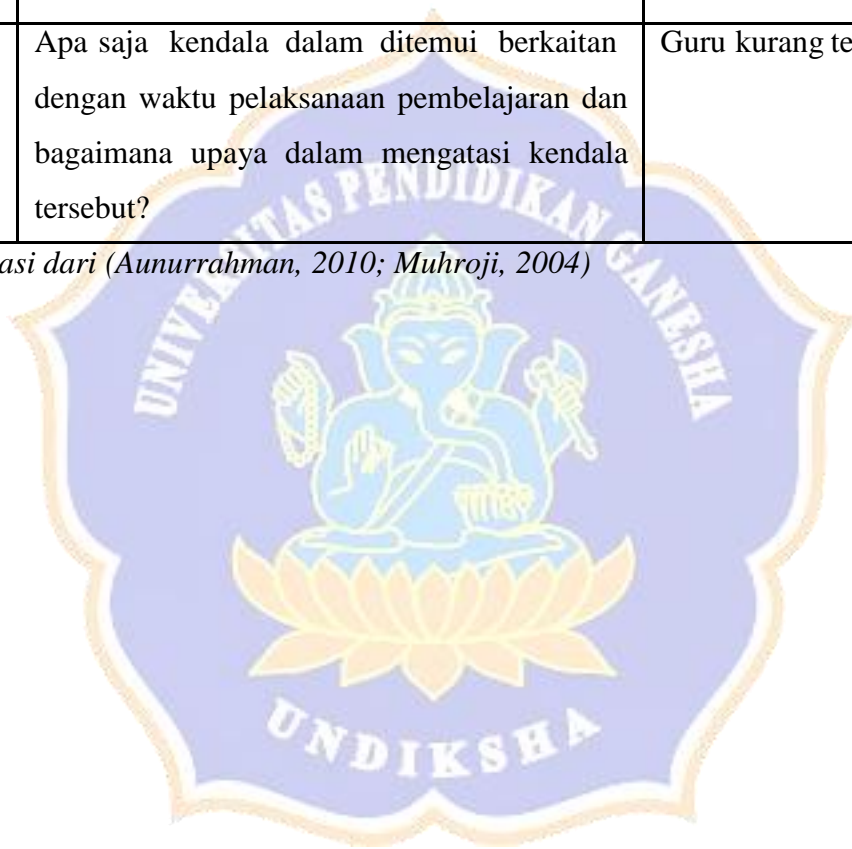 Apa saja kendala dalam ditemui berkaitan
dengan waktu pelaksanaan pembelajaran dan
bagaimana upaya dalam mengatasi kendala
tersebut?
Guru kurang te
asi dari (Aunurrahman, 2010; Muhroji, 2004)
UNIVERSITAS PENDIDIKAN GANESHA
UNDIKSHA